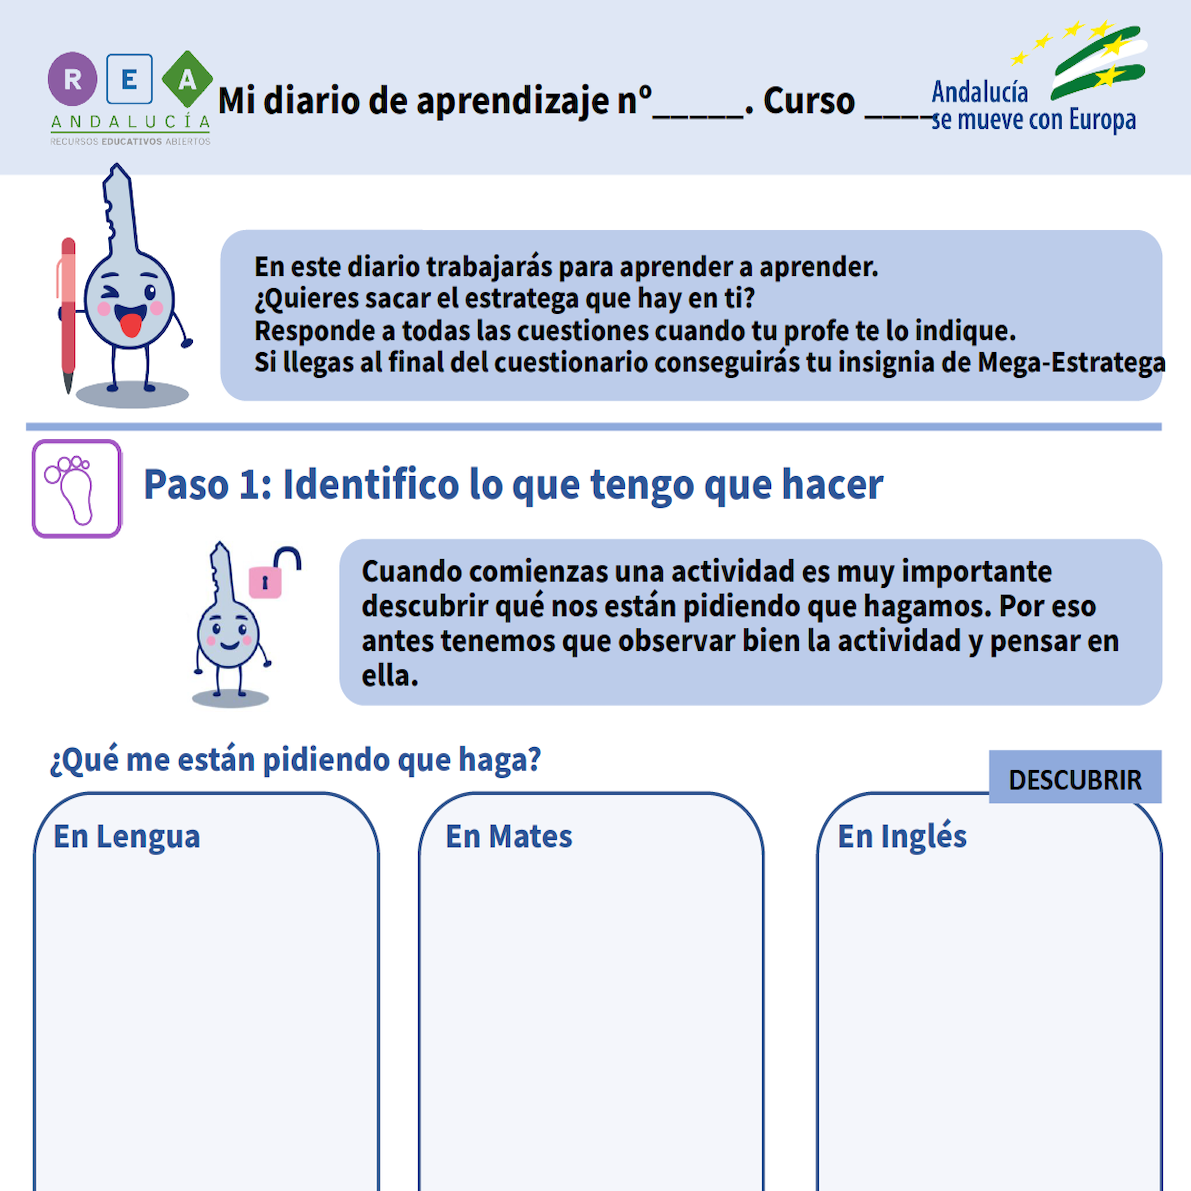 R E A
ANDALUCÍA
RECURSOS EDUCATIVOS ABIERTOS
Mi diario de aprendizaje nº_____. Curso ____
Andalucía
se mueve con Europa
En este diario trabajarás para aprender a aprender.
¿Quieres sacar el estratega que hay en ti?
Responde a todas las cuestiones cuando tu profe te lo indique.
Si llegas al final del cuestionario conseguirás tu insignia de Mega-Estratega
Paso 1: Identifico lo que tengo que hacer
Cuando comienzas una actividad es muy importante
descubrir qué nos están pidiendo que hagamos. Por eso
antes tenemos que observar bien la actividad y pensar en
ella.
¿Qué me están pidiendo que haga?
DESCUBRIR
En Lengua
En Mates
En Inglés